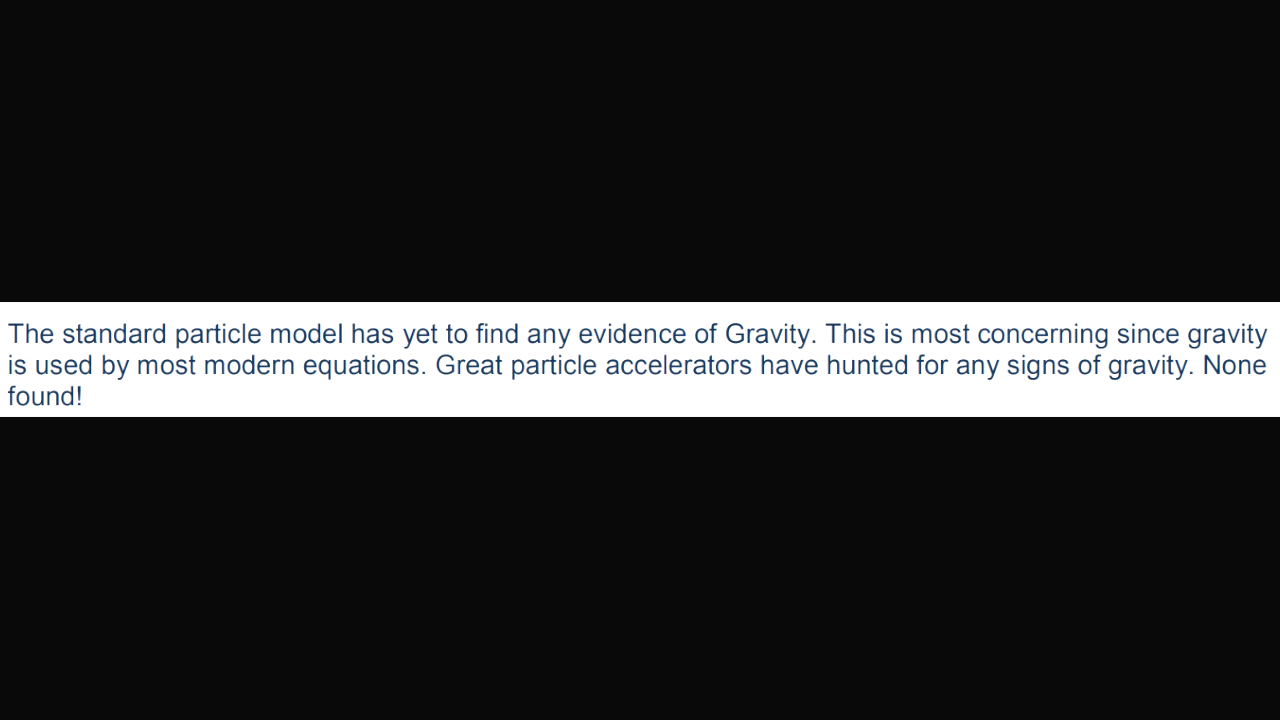 The standard particle model has yet to find any evidence of Gravity. This is most concerning since gravity
is used by most modern equations. Great particle accelerators have hunted for any signs of gravity. None
found!